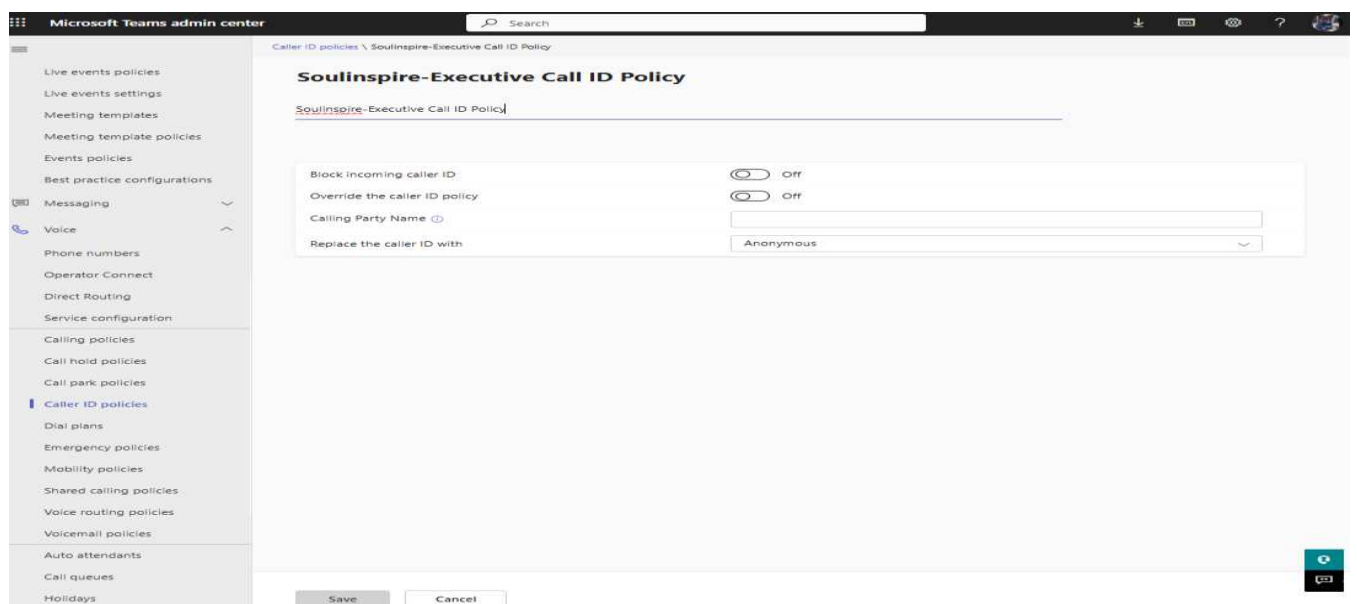 Microsoft Teams admin center
Search
?
Caller ID policies \ Soulinspire-Executive Call ID Policy
Live events policies
Live events settings
Meeting templates
Meeting template policies
Events policies
Best practice configurations
Messaging
Voice
Phone numbers
Operator Connect
Direct Routing
Service configuration
Calling policies
Call hold policies
Call park policies
Caller ID policies
Dial plans
Emergency policies
Mobility policies
Shared calling policies
Voice routing policies
Voicemail policies
Auto attendants
Call queues
Holidays
Soulinspire-Executive Call ID Policy
Soulinspire-Executive Call ID Policy
Block incoming caller ID Off
Override the caller ID policy Off
Calling Party Name
Replace the caller ID with Anonymous
Save Cancel